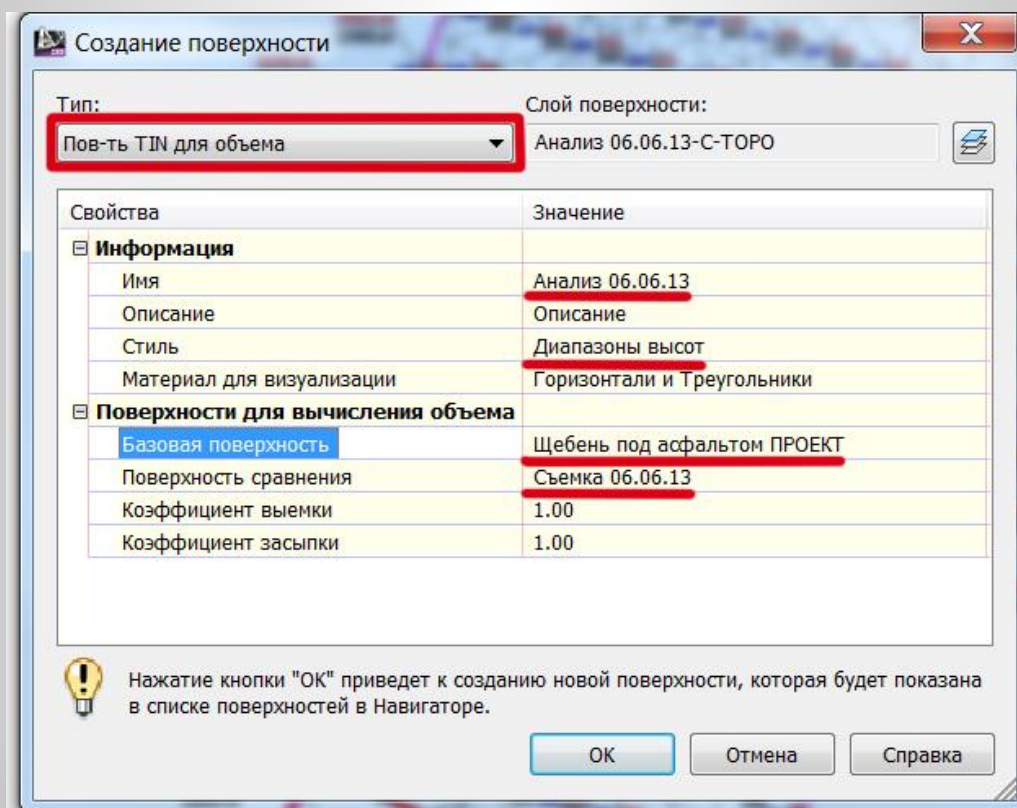 Создание поверхности
Тип:
Слой поверхности:
Пов-ть TIN для объема
Анализ 06.06.13-C-ТОРО
Свойства
Значение
Информация
Имя
Анализ 06.06.13
Описание
Описание
Стиль
Диапазоны высот
Материал для визуализации
Горизонтали и Треугольники
Поверхности для вычисления объема
Базовая поверхность
Щебень под асфальтом ПРОЕКТ
Поверхность сравнения
Съемка 06.06.13
Коэффициент выемки
1.00
Коэффициент засыпки
1.00
Нажатие кнопки "ОК" приведет к созданию новой поверхности, которая будет показана
в списке поверхностей в Навигаторе.
ОК
Отмена
Справка